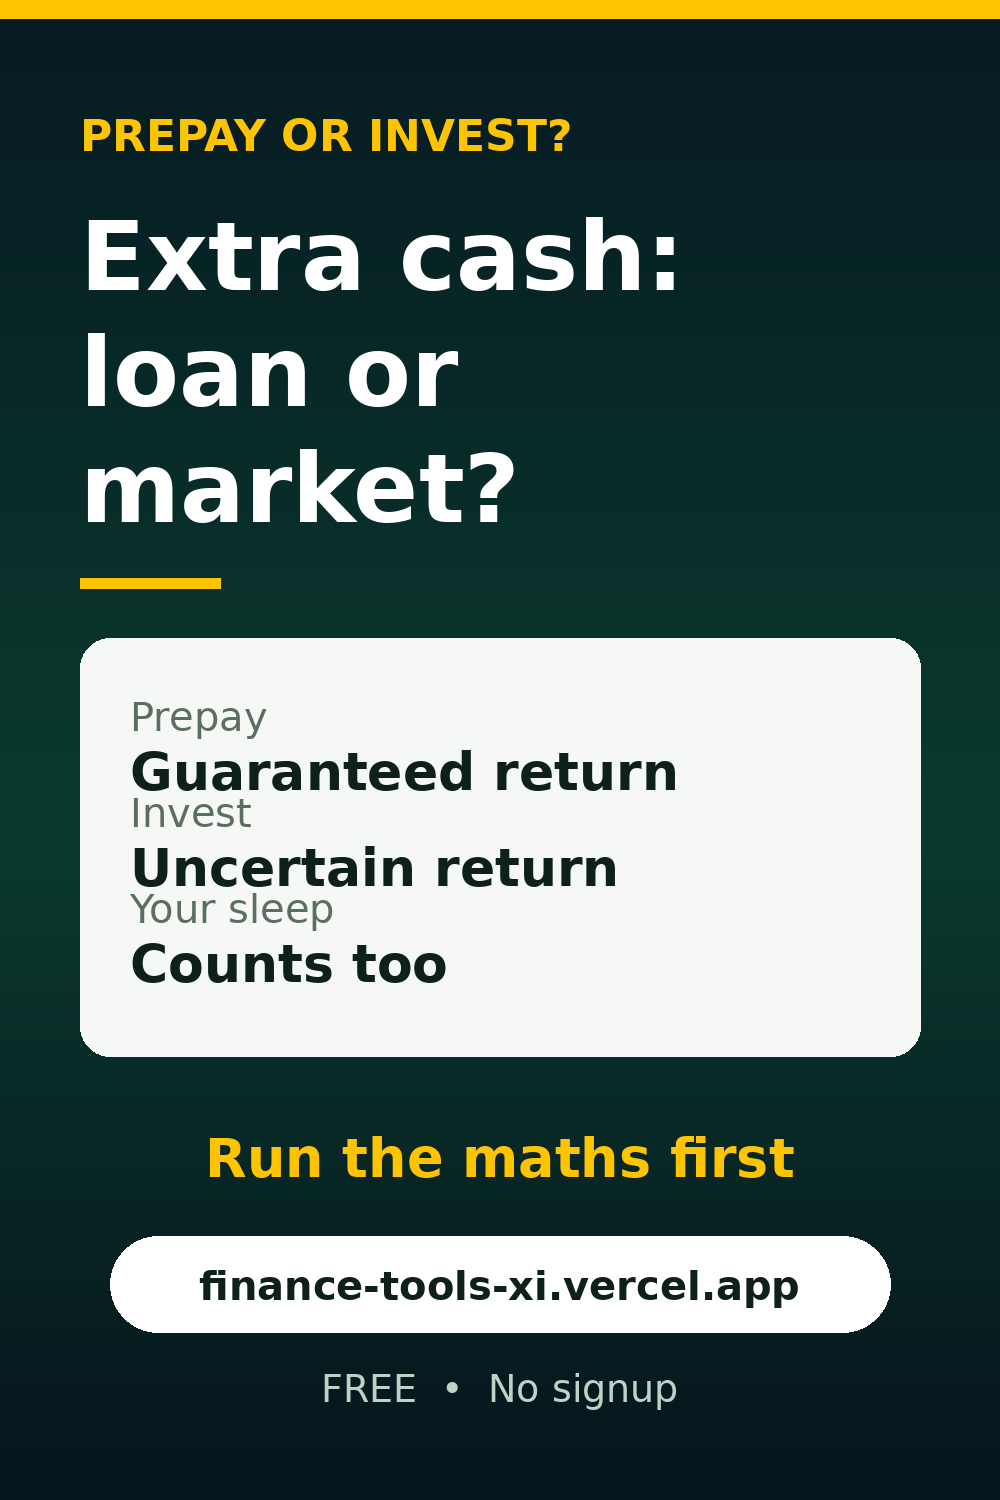 PREPAY OR INVEST?
Extra cash:
loan or
market?
Prepay
Guaranteed return
Invest
Uncertain return
Your sleep
Counts too
Run the maths first
finance-tools-xi.vercel.app
FREE • No signup